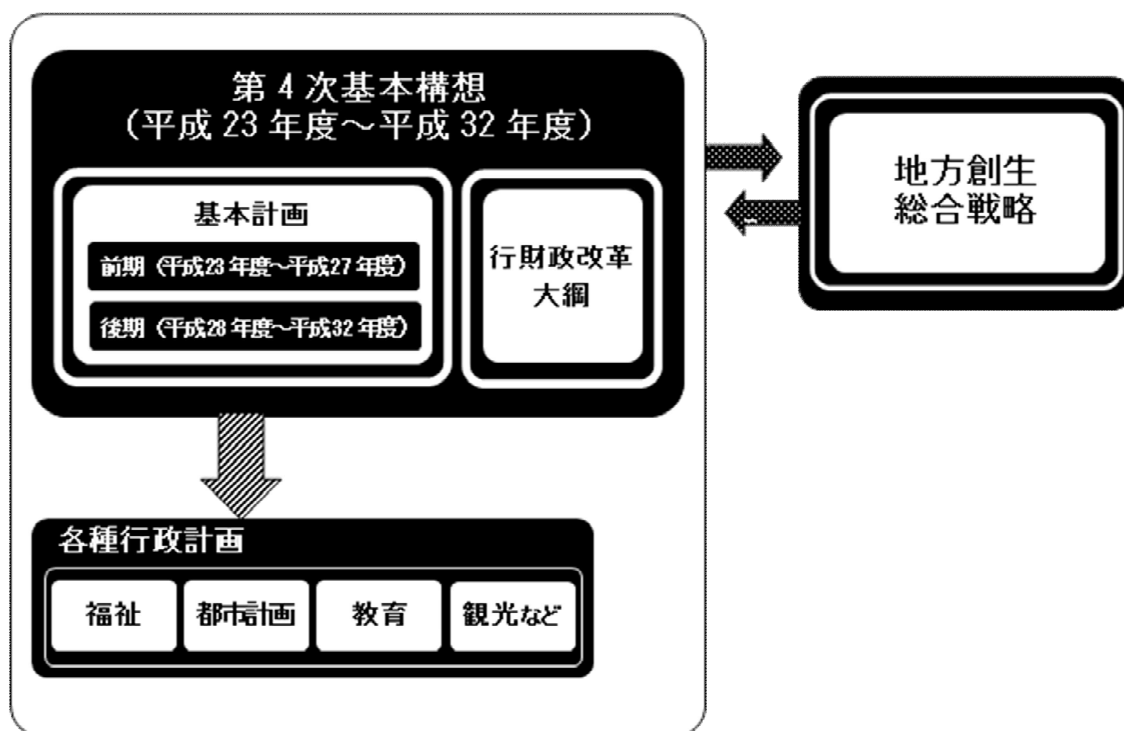 第4次基本構想
（平成23年度～平成32年度）
基本計画
前期（平成23年度～平成27年度）
後期（平成28年度～平成32年度）
行財政改革
大綱
地方創生
総合戦略
各種行政計画
福祉
都市計画
教育
観光など